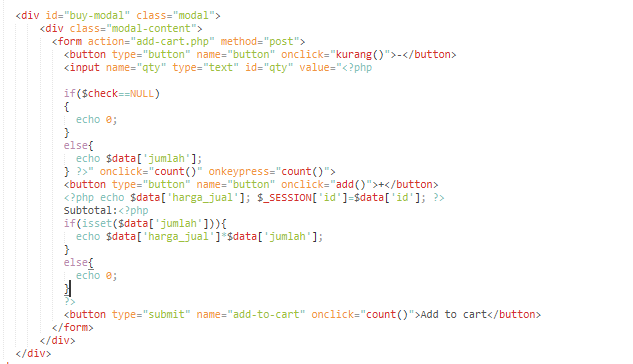 <div id="buy-modal" class="modal">
<div class="modal-content">
<form action="add-cart.php" method="post">
<button type="button" name="button" onclick="kurang()">-</button>
<input name="qty" type="text" id="qty" value="<?php
if($check==NULL)
{
echo 0;
}
else{
echo $data['jumlah'];
} ?>" onclick="count()" onkeypress="count()">
<button type="button" name="button" onclick="add()">+</button>
<?php echo $data['harga_jual']; $_SESSION['id']=$data['id']; ?>
Subtotal:<?php
if(isset($data['jumlah'])){
echo $data['harga_jual']*$data['jumlah'];
}
else{
echo 0;
}
?>
<button type="submit" name="add-to-cart" onclick="count()">Add to cart</button>
</form>
</div>
</div>